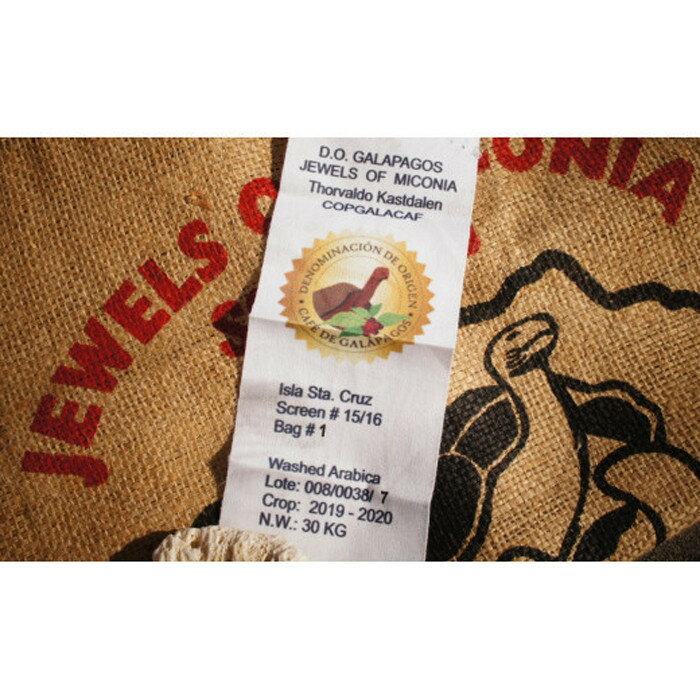 JEWELS O
CONIA
D.O. GALAPAGOS
JEWELS OF MICONIA
Thorvaldo Kastdalen
COPGALACAF
DENOMINACIÓN DE ORIGEN
CAFÉ DE GALÁPAGOS
Isla Sta. Cruz
Screen # 15/16
Bag # 1
Washed Arabica
Lote: 008/0038/ 7
Crop: 2019 - 2020
N.W.: 30 KG